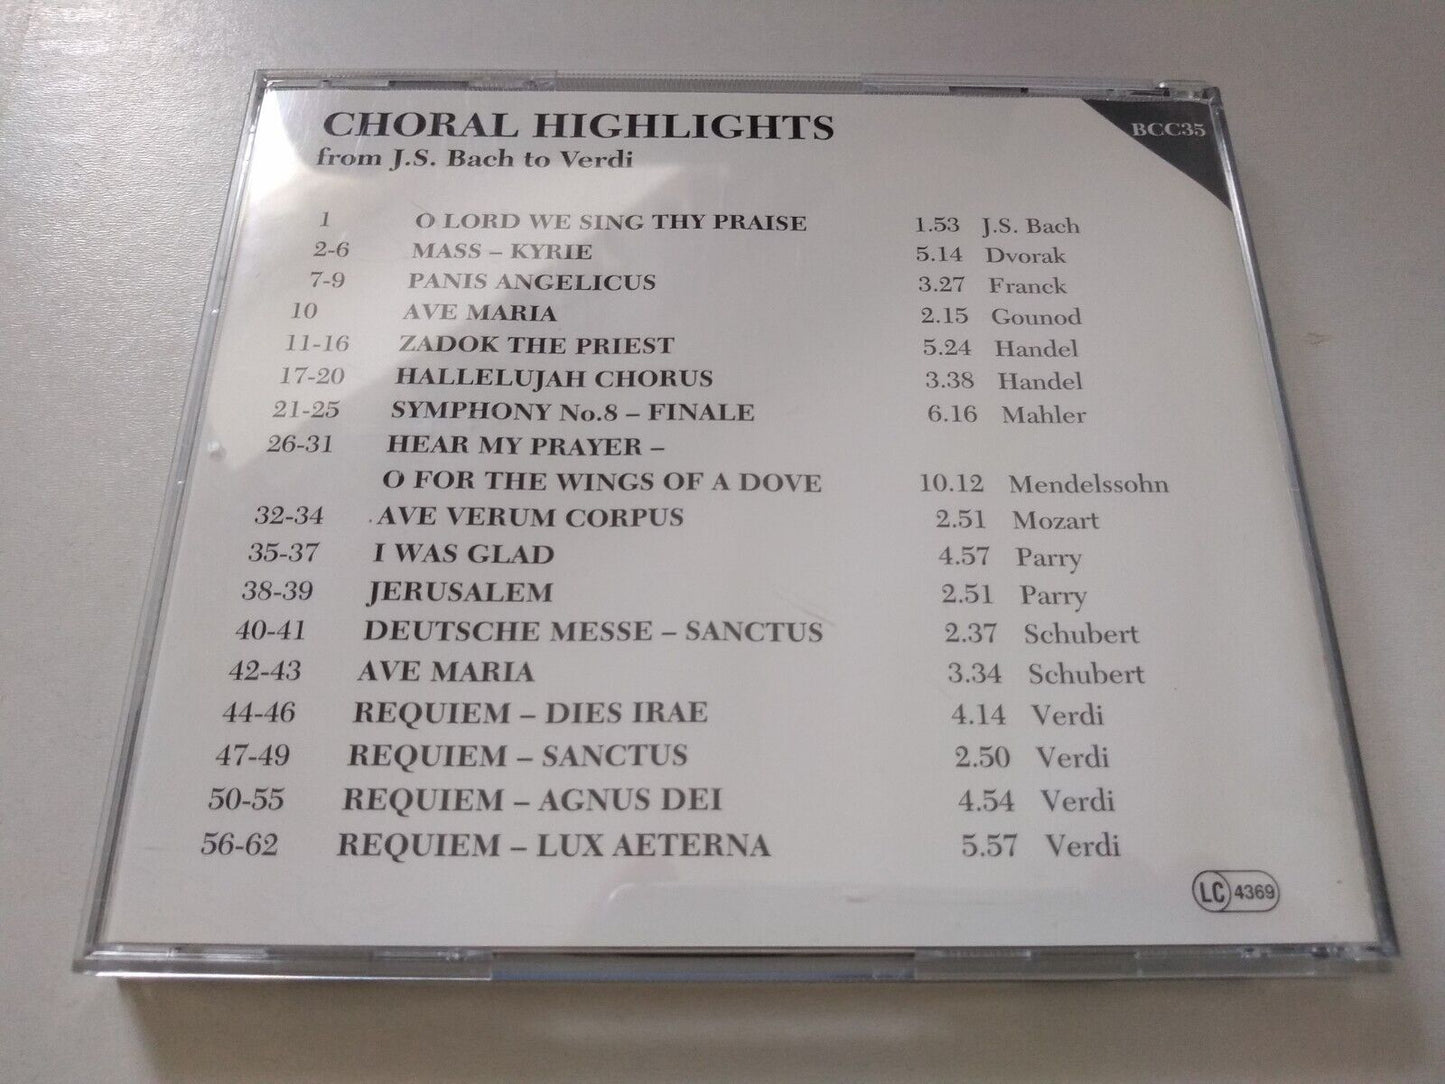 CHORAL HIGHLIGHTS
BCC35
from J.S. Bach to Verdi
1 O LORD WE SING THY PRAISE 1.53 J.S. Bach
2-6 MASS – KYRIE 5.14 Dvorak
7-9 PANIS ANGELICUS 3.27 Franck
10 AVE MARIA 2.15 Gounod
11-16 ZADOK THE PRIEST 5.24 Handel
17-20 HALLELUJAH CHORUS 3.38 Handel
21-25 SYMPHONY No.8 – FINALE 6.16 Mahler
26-31 HEAR MY PRAYER –
O FOR THE WINGS OF A DOVE 10.12 Mendelssohn
32-34 AVE VERUM CORPUS 2.51 Mozart
35-37 I WAS GLAD 4.57 Parry
38-39 JERUSALEM 2.51 Parry
40-41 DEUTSCHE MESSE – SANCTUS 2.37 Schubert
42-43 AVE MARIA 3.34 Schubert
44-46 REQUIEM – DIES IRAE 4.14 Verdi
47-49 REQUIEM – SANCTUS 2.50 Verdi
50-55 REQUIEM – AGNUS DEI 4.54 Verdi
56-62 REQUIEM – LUX AETERNA 5.57 Verdi
LC 4369